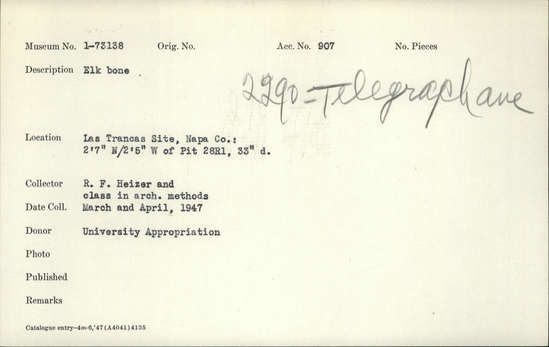 Museum No. 1-73138 Orig. No. Acc. No. 907 No. Pieces
Description Elk bone
2290 - Telegraph ave
Location Las Trancas Site, Napa Co.:
2'7" N/2'5" W of Pit 28R1, 33" d.
Collector R. F. Heizer and
class in arch. methods
Date Coll. March and April, 1947
Donor University Appropriation
Photo
Published
Remarks
Catalogue entry—4m-6,'47(A4041)4135